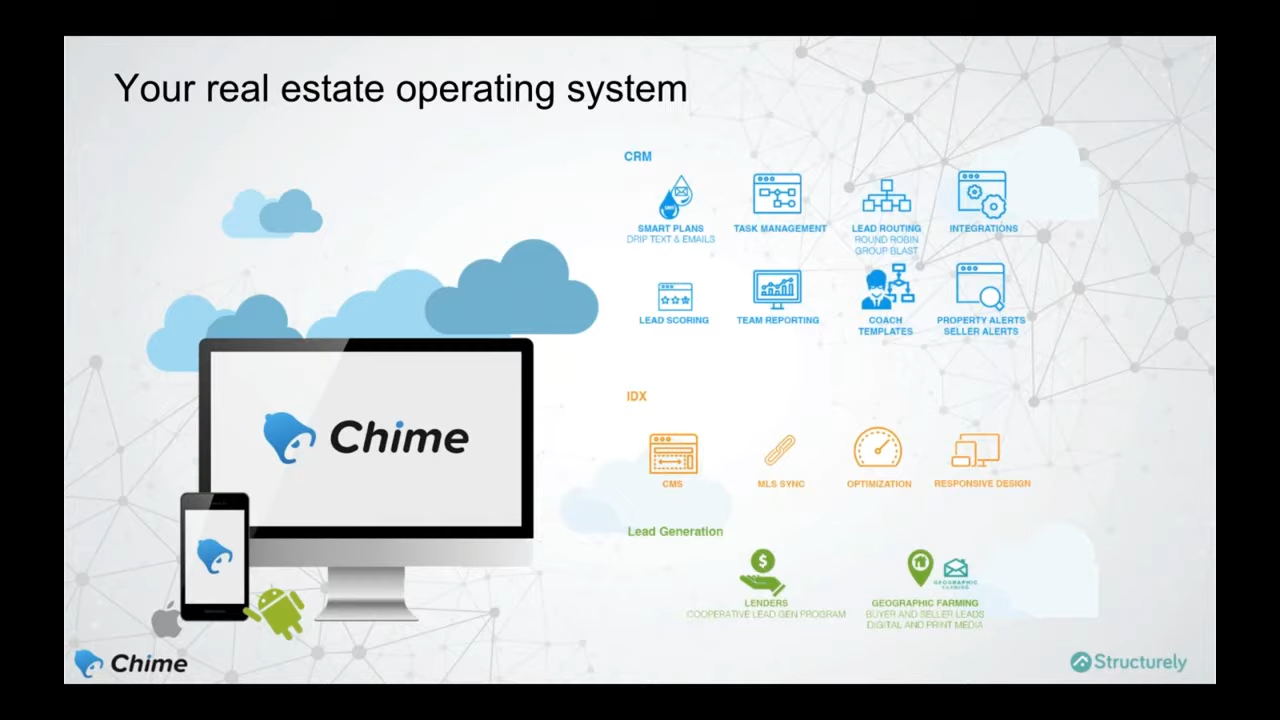 Your real estate operating system
CRM
SMART PLANS
DRIP TEXT & EMAILS
TASK MANAGEMENT
LEAD ROUTING
ROUND ROBIN
GROUP BLAST
INTEGRATIONS
LEAD SCORING
TEAM REPORTING
COACH
TEMPLATES
PROPERTY ALERTS
SELLER ALERTS
Chime
IDX
CMS
MLS SYNC
OPTIMIZATION
RESPONSIVE DESIGN
Lead Generation
LENDERS
COOPERATIVE LEAD GEN PROGRAM
GEOGRAPHIC
FARMING
GEOGRAPHIC FARMING
BUYER AND SELLER LEADS
DIGITAL AND PRINT MEDIA
Chime
Structurely